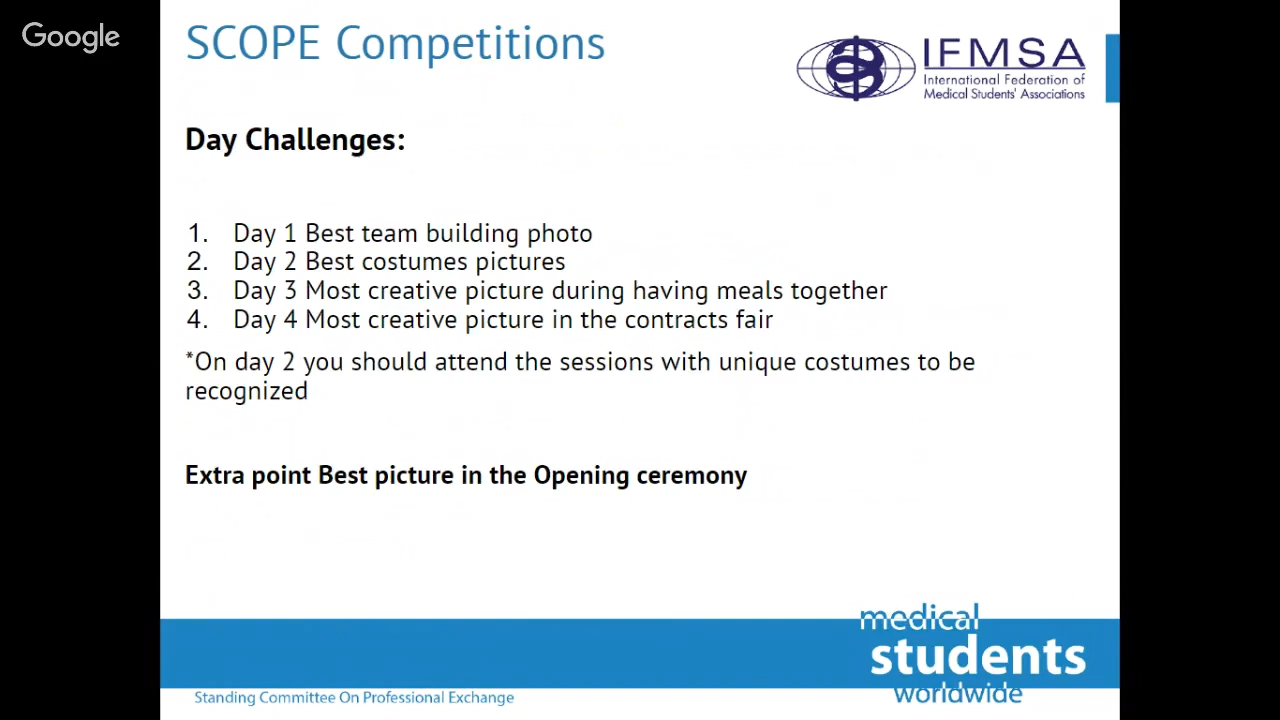 Google
SCOPE Competitions
IFMSA
International Federation of
Medical Students' Associations
Day Challenges:
1. Day 1 Best team building photo
2. Day 2 Best costumes pictures
3. Day 3 Most creative picture during having meals together
4. Day 4 Most creative picture in the contracts fair
*On day 2 you should attend the sessions with unique costumes to be
recognized
Extra point Best picture in the Opening ceremony
medical
students
worldwide
Standing Committee On Professional Exchange